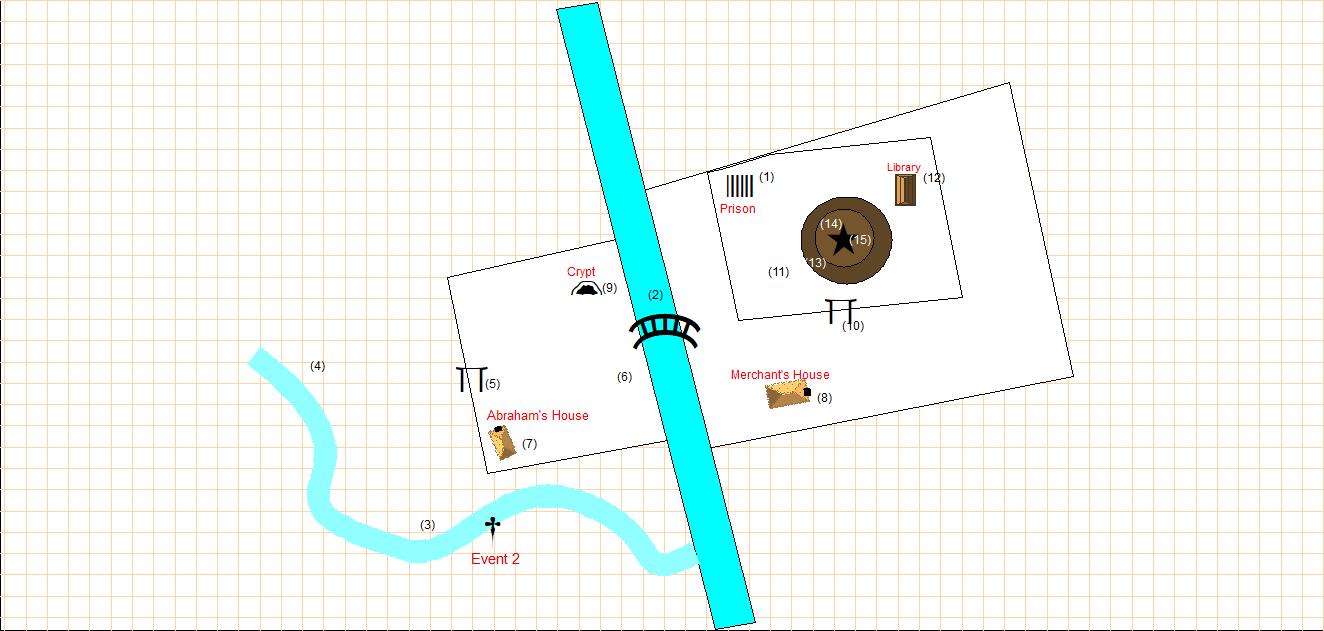 Library
(1)
(12)
Prison
(14)
(15)
(13)
(11)
Crypt
(9)
(2)
(10)
(4)
(6)
Merchant's House
(5)
(8)
Abraham's House
(7)
(3)
Event 2